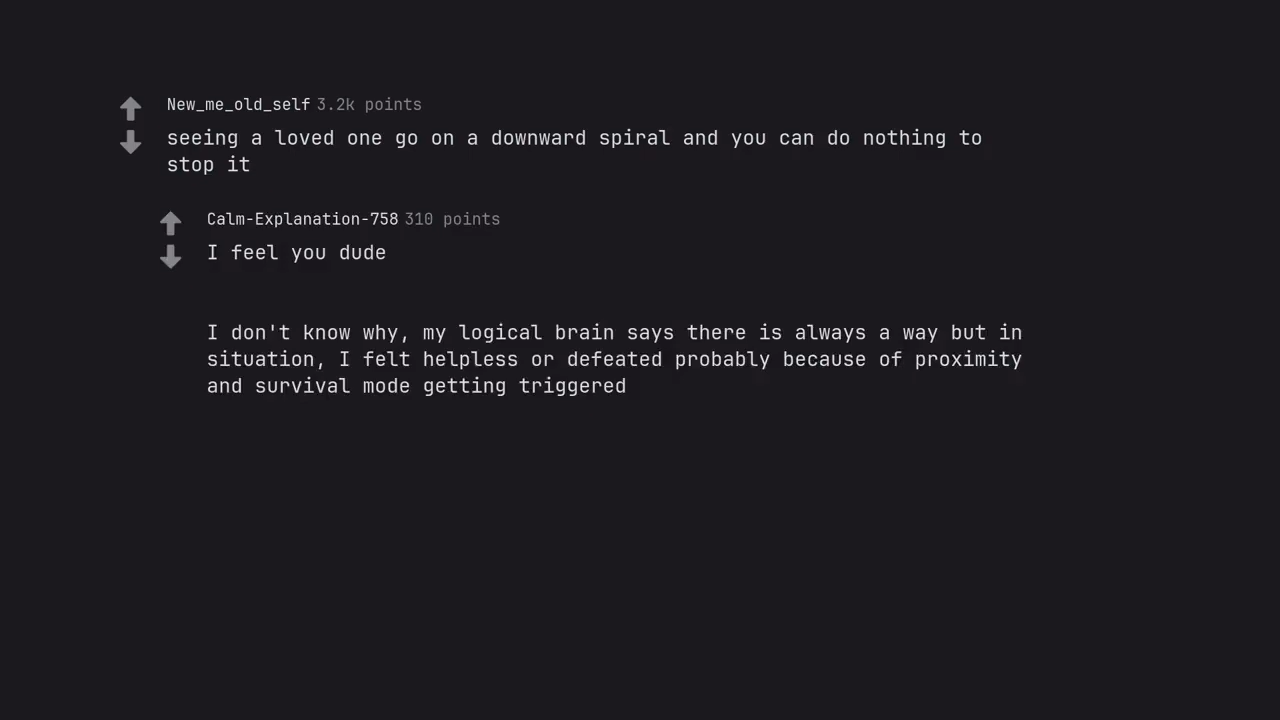 New_me_old_self 3.2k points
seeing a loved one go on a downward spiral and you can do nothing to
stop it
Calm-Explanation-758 310 points
I feel you dude
I don't know why, my logical brain says there is always a way but in
situation, I felt helpless or defeated probably because of proximity
and survival mode getting triggered